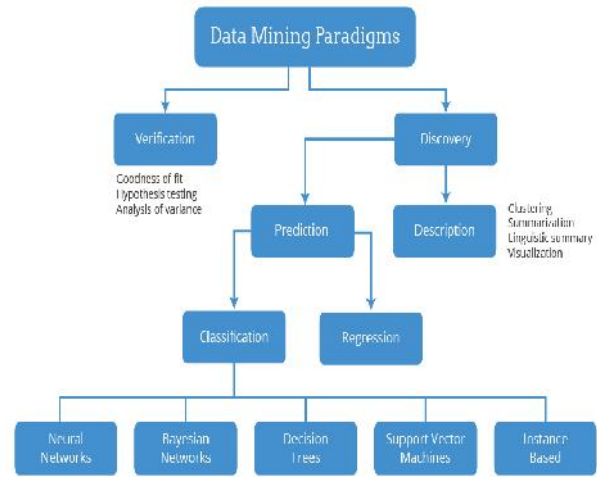 Data Mining Paradigms
Verification
Discovery
Goodness of fit
Hypothesis testing
Analysis of variance
Prediction
Description
Clustering
Summarization
Linguistic summary
Visualization
Classification
Regression
Neural
Networks
Bayesian
Networks
Decision
Trees
Support Vector
Machines
Instance
Based